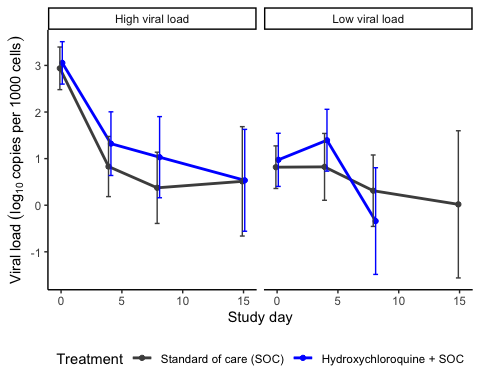 High viral load
Low viral load
Viral load (log10 copies per 1000 cells)
3
2
1
0
-1
0
5
10
15
0
5
10
15
Study day
Treatment
Standard of care (SOC)
Hydroxychloroquine + SOC